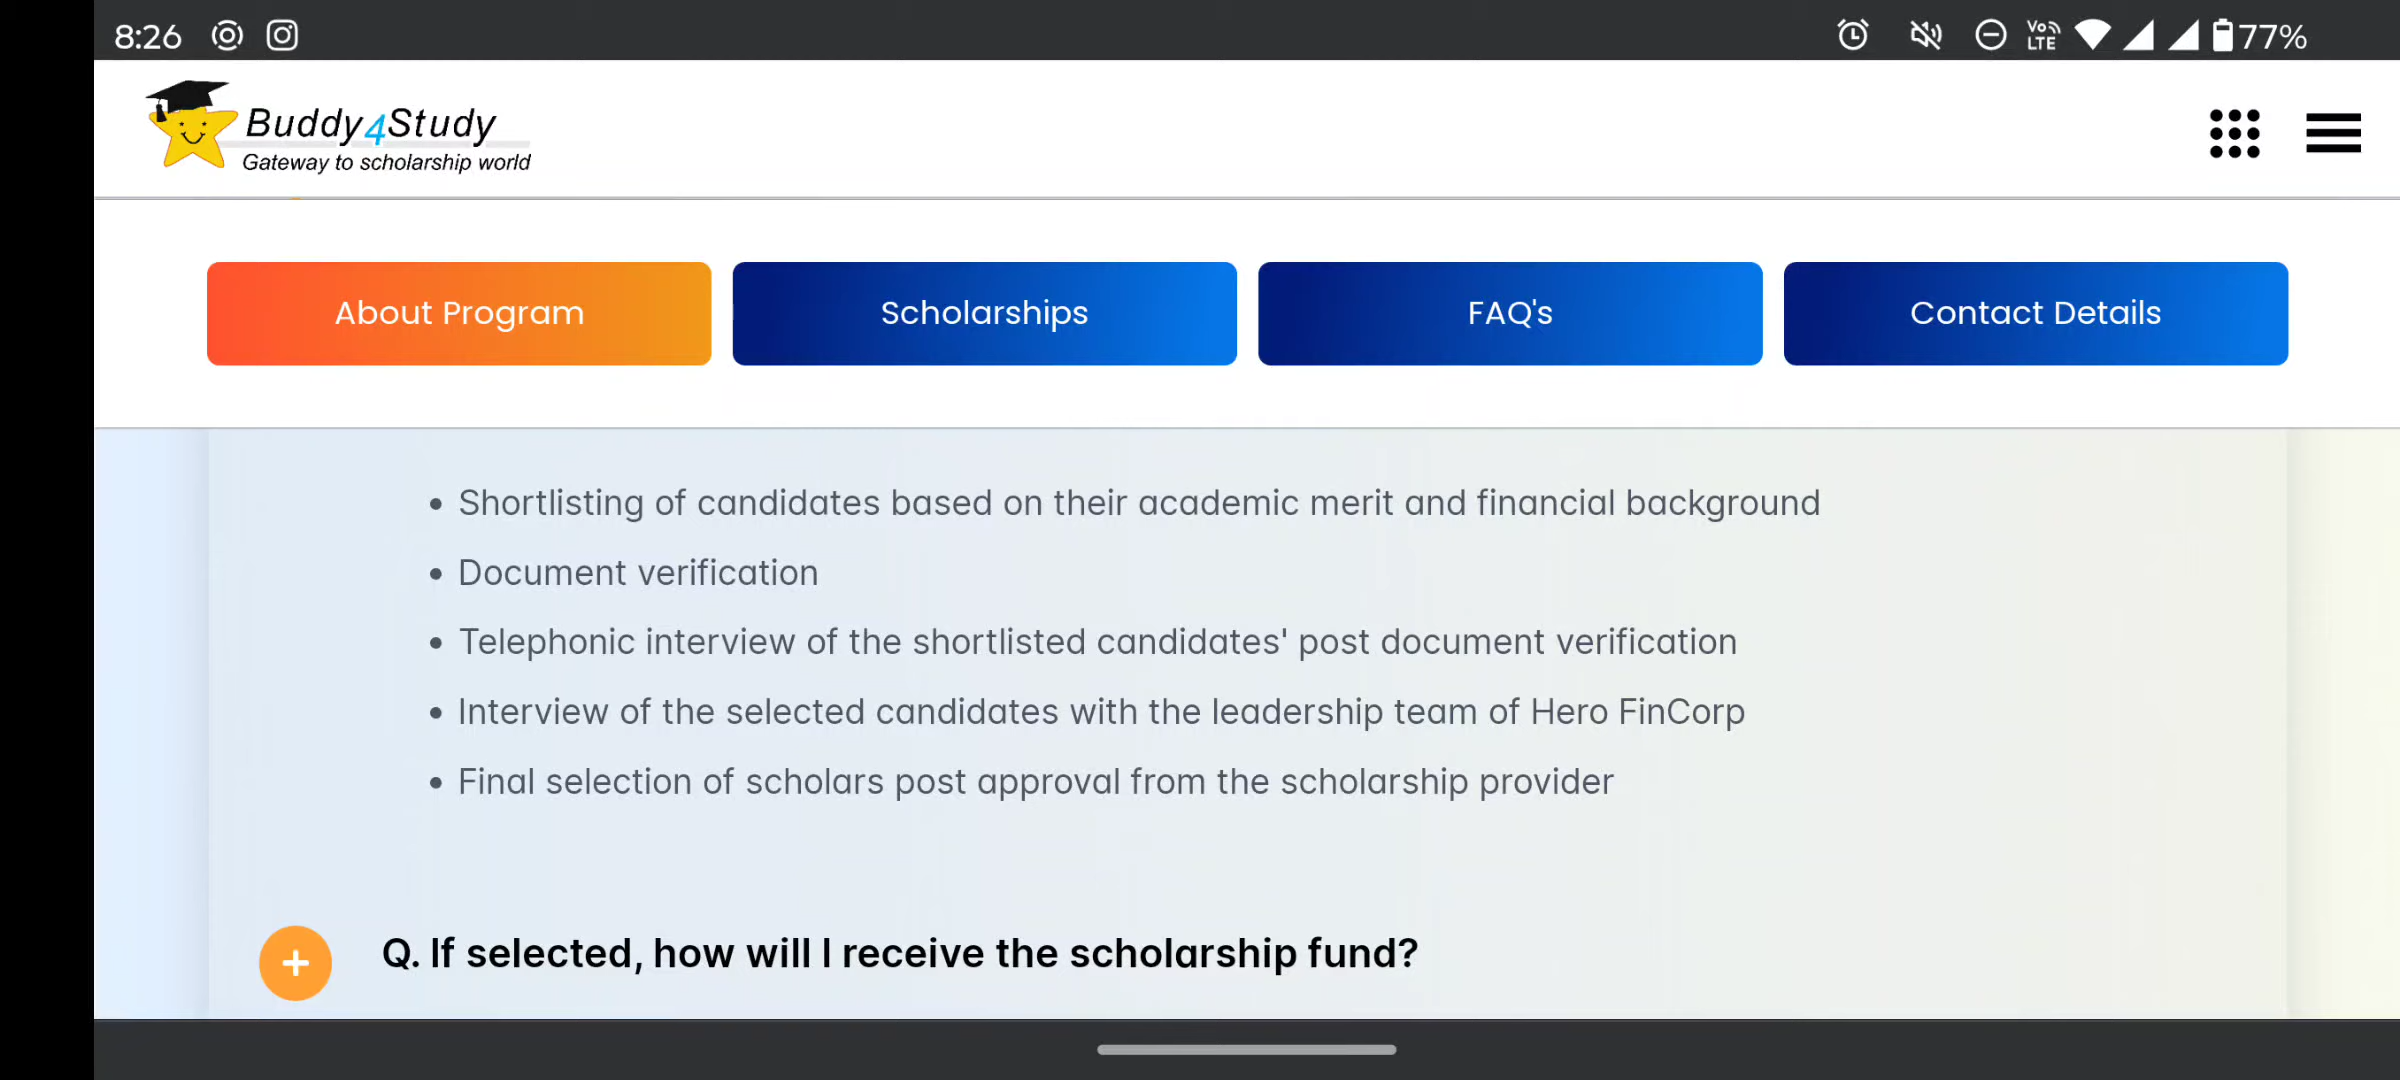 8:26
Vo LTE
77%
Buddy4Study
Gateway to scholarship world
About Program
Scholarships
FAQ's
Contact Details
• Shortlisting of candidates based on their academic merit and financial background
• Document verification
• Telephonic interview of the shortlisted candidates' post document verification
• Interview of the selected candidates with the leadership team of Hero FinCorp
• Final selection of scholars post approval from the scholarship provider
+ Q. If selected, how will I receive the scholarship fund?